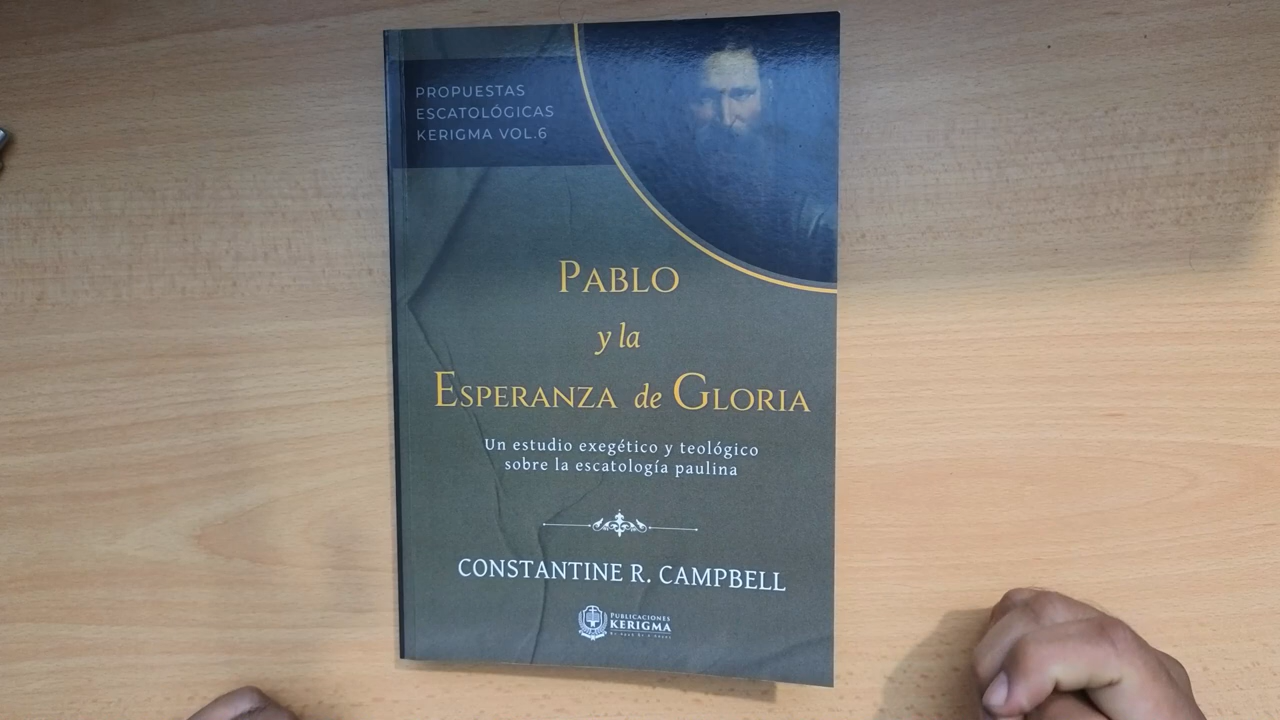 PROPUESTAS
ESCATOLÓGICAS
KERIGMA VOL.6
PABLO
y la
ESPERANZA de GLORIA
Un estudio exegético y teológico
sobre la escatología paulina
CONSTANTINE R. CAMPBELL
PUBLICACIONES
KERIGMA